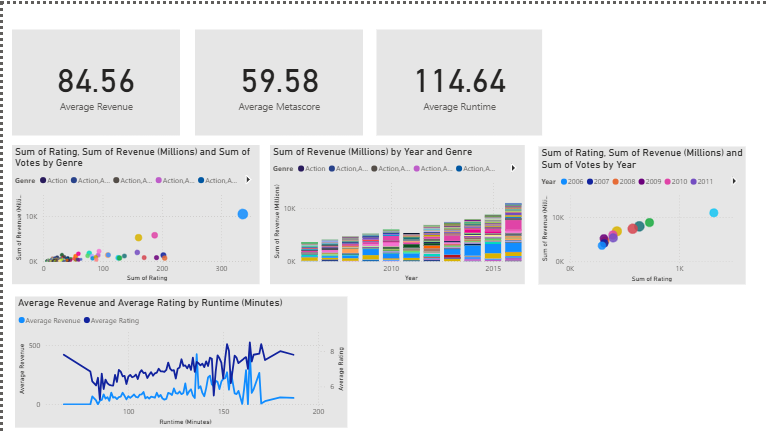 84.56
Average Revenue
59.58
Average Metascore
114.64
Average Runtime
Sum of Rating, Sum of Revenue (Millions) and Sum of
Votes by Genre
Genre Action Action,A... Action,A... Action,A... Action,A...
Sum of Revenue (Milli...
10K
0K
0 100 200 300
Sum of Rating
Sum of Revenue (Millions) by Year and Genre
Genre Action Action,A... Action,A... Action,A... Action,A...
Sum of Revenue (Millions)
10K
0K
2010 2015
Year
Sum of Rating, Sum of Revenue (Millions) and
Sum of Votes by Year
Year 2006 2007 2008 2009 2010 2011
Sum of Revenue (Milli...
10K
0K
0K 1K
Sum of Rating
Average Revenue and Average Rating by Runtime (Minutes)
Average Revenue Average Rating
Average Revenue
500
0
100 150 200
8
6
Average Rating
Runtime (Minutes)